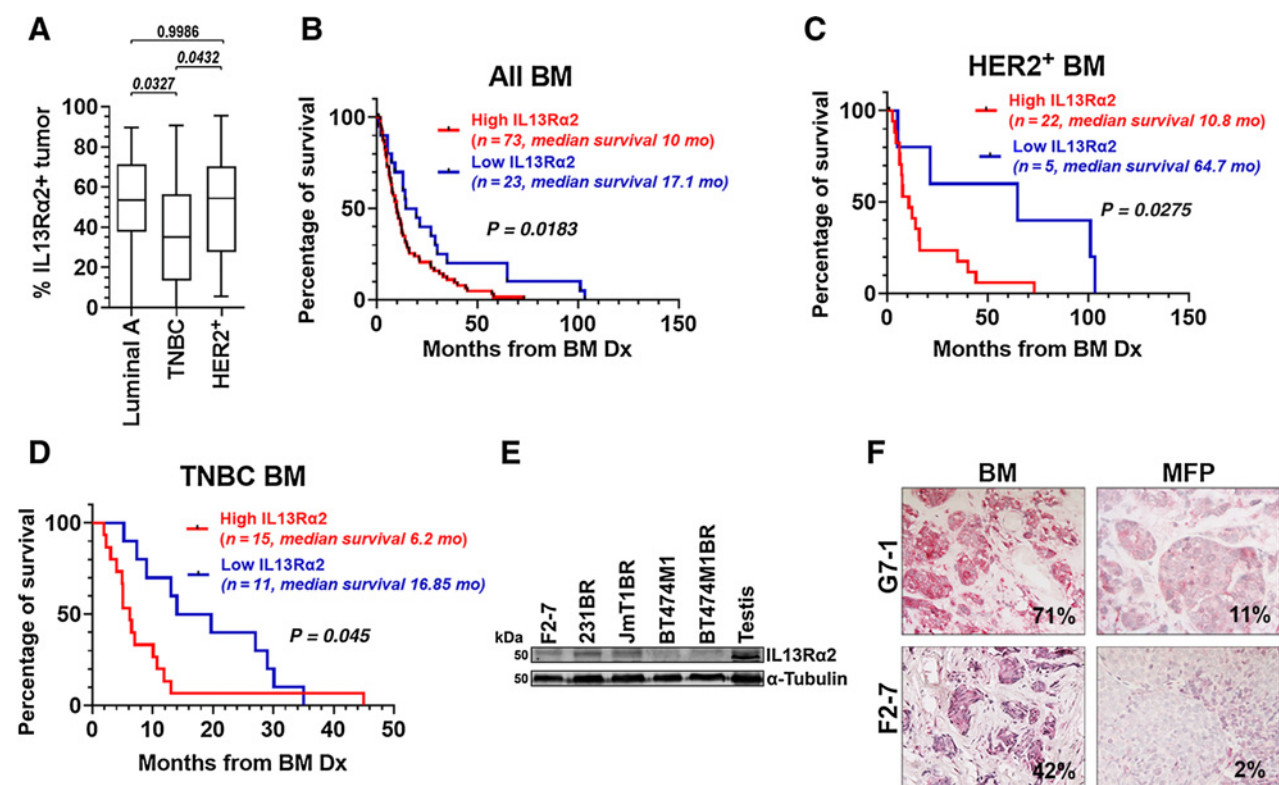 A
0.9986
0.0432
0.0327
% IL13Rα2+ tumor
100
80
60
40
20
0
Luminal A
TNBC
HER2+
B
All BM
Percentage of survival
100
50
0
High IL13Rα2
(n = 73, median survival 10 mo)
Low IL13Rα2
(n = 23, median survival 17.1 mo)
P = 0.0183
0
50
100
150
Months from BM Dx
C
HER2⁺ BM
Percentage of survival
100
50
0
High IL13Rα2
(n = 22, median survival 10.8 mo)
Low IL13Rα2
(n = 5, median survival 64.7 mo)
P = 0.0275
0
50
100
150
Months from BM Dx
D
TNBC BM
Percentage of survival
100
50
0
High IL13Rα2
(n = 15, median survival 6.2 mo)
Low IL13Rα2
(n = 11, median survival 16.85 mo)
P = 0.045
0
10
20
30
40
50
Months from BM Dx
E
F2-7
231BR
JmT1BR
BT474M1
BT474M1BR
Testis
kDa
50
IL13Rα2
50
α-Tubulin
F
BM
MFP
G7-1
71%
11%
F2-7
42%
2%